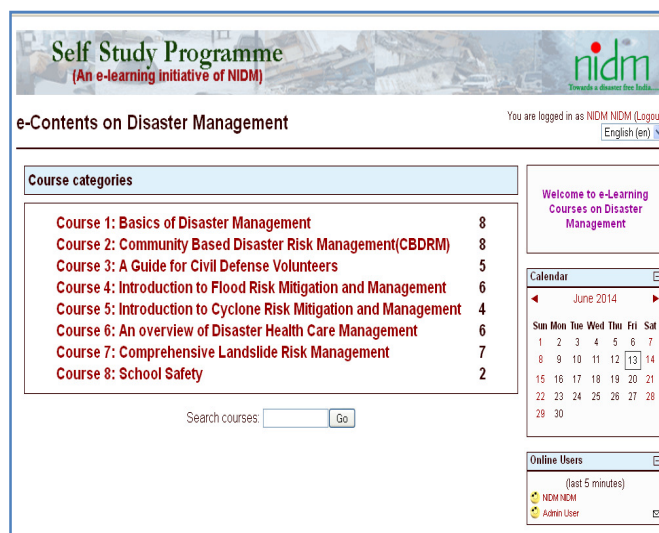 Self Study Programme
(An e-learning initiative of NIDM)
nidm
Towards a disaster free India....
e-Contents on Disaster Management
You are logged in as NIDM NIDM (Logou
English (en)
Course categories
Course 1: Basics of Disaster Management 8
Course 2: Community Based Disaster Risk Management(CBDRM) 8
Course 3: A Guide for Civil Defense Volunteers 5
Course 4: Introduction to Flood Risk Mitigation and Management 6
Course 5: Introduction to Cyclone Risk Mitigation and Management 4
Course 6: An overview of Disaster Health Care Management 6
Course 7: Comprehensive Landslide Risk Management 7
Course 8: School Safety 2
Search courses: Go
Welcome to e-Learning
Courses on Disaster
Management
Calendar
June 2014
Sun Mon Tue Wed Thu Fri Sat
1 2 3 4 5 6 7
8 9 10 11 12 13 14
15 16 17 18 19 20 21
22 23 24 25 26 27 28
29 30
Online Users
(last 5 minutes)
NIDM NIDM
Admin User